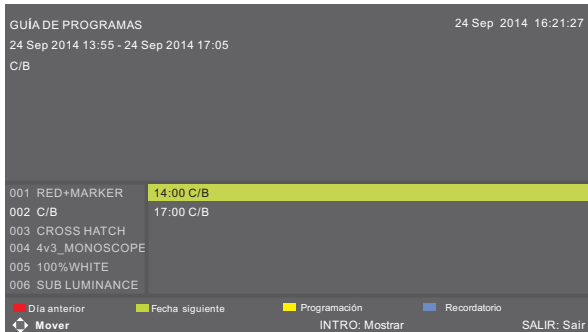 GUÍA DE PROGRAMAS 24 Sep 2014 16:21:27
24 Sep 2014 13:55 - 24 Sep 2014 17:05
C/B
001 RED+MARKER 14:00 C/B
002 C/B 17:00 C/B
003 CROSS HATCH
004 4v3_MONOSCOPE
005 100%WHITE
006 SUB LUMINANCE
Día anterior Fecha siguiente Programación Recordatorio
Mover INTRO: Mostrar SALIR: Sair